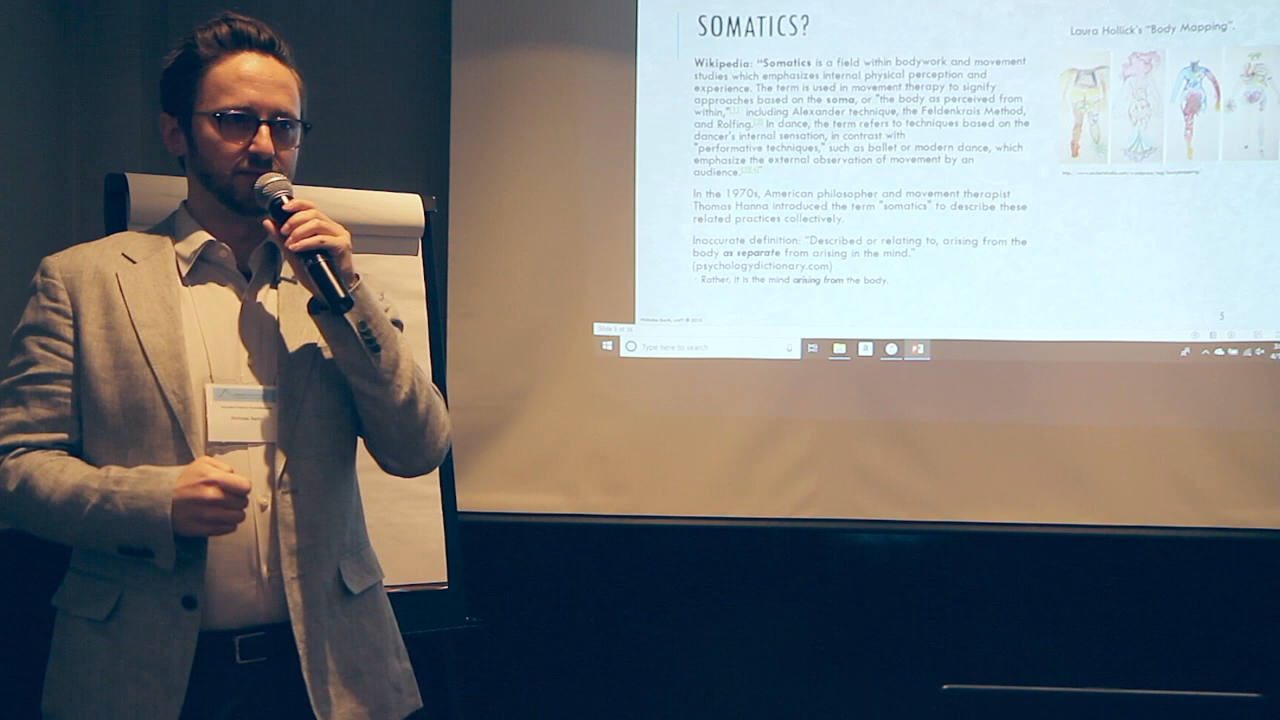 SOMATICS?
Laura Hollick's "Body Mapping".
Wikipedia: "Somatics is a field within bodywork and movement
studies which emphasizes internal physical perception and
experience. The term is used in movement therapy to signify
approaches based on the soma, or "the body as perceived from
within," including Alexander technique, the Feldenkrais Method,
and Rolfing. In dance, the term refers to techniques based on the
dancer's internal sensation, in contrast with
"performative techniques," such as ballet or modern dance, which
emphasize the external observation of movement by an
audience.
In the 1970s, American philosopher and movement therapist
Thomas Hanna introduced the term "somatics" to describe these
related practices collectively.
Inaccurate definition: "Described or relating to, arising from the
body as separate from arising in the mind."
(psychologydictionary.com)
Rather, it is the mind arising from the body.
5
Type here to search